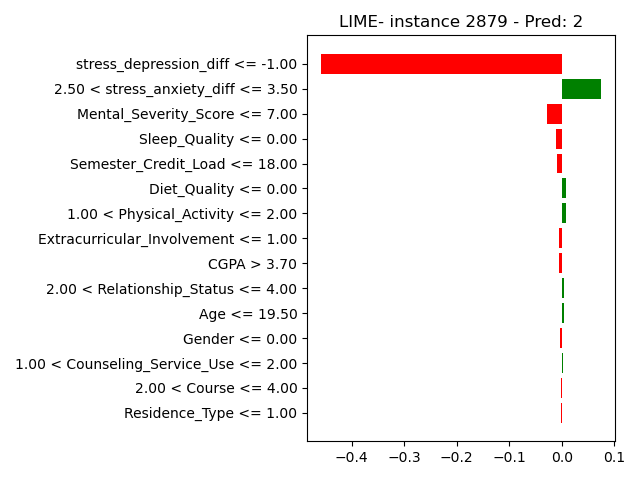 LIME- instance 2879 - Pred: 2
stress_depression_diff <= -1.00
2.50 < stress_anxiety_diff <= 3.50
Mental_Severity_Score <= 7.00
Sleep_Quality <= 0.00
Semester_Credit_Load <= 18.00
Diet_Quality <= 0.00
1.00 < Physical_Activity <= 2.00
Extracurricular_Involvement <= 1.00
CGPA > 3.70
2.00 < Relationship_Status <= 4.00
Age <= 19.50
Gender <= 0.00
1.00 < Counseling_Service_Use <= 2.00
2.00 < Course <= 4.00
Residence_Type <= 1.00
−0.4 −0.3 −0.2 −0.1 0.0 0.1